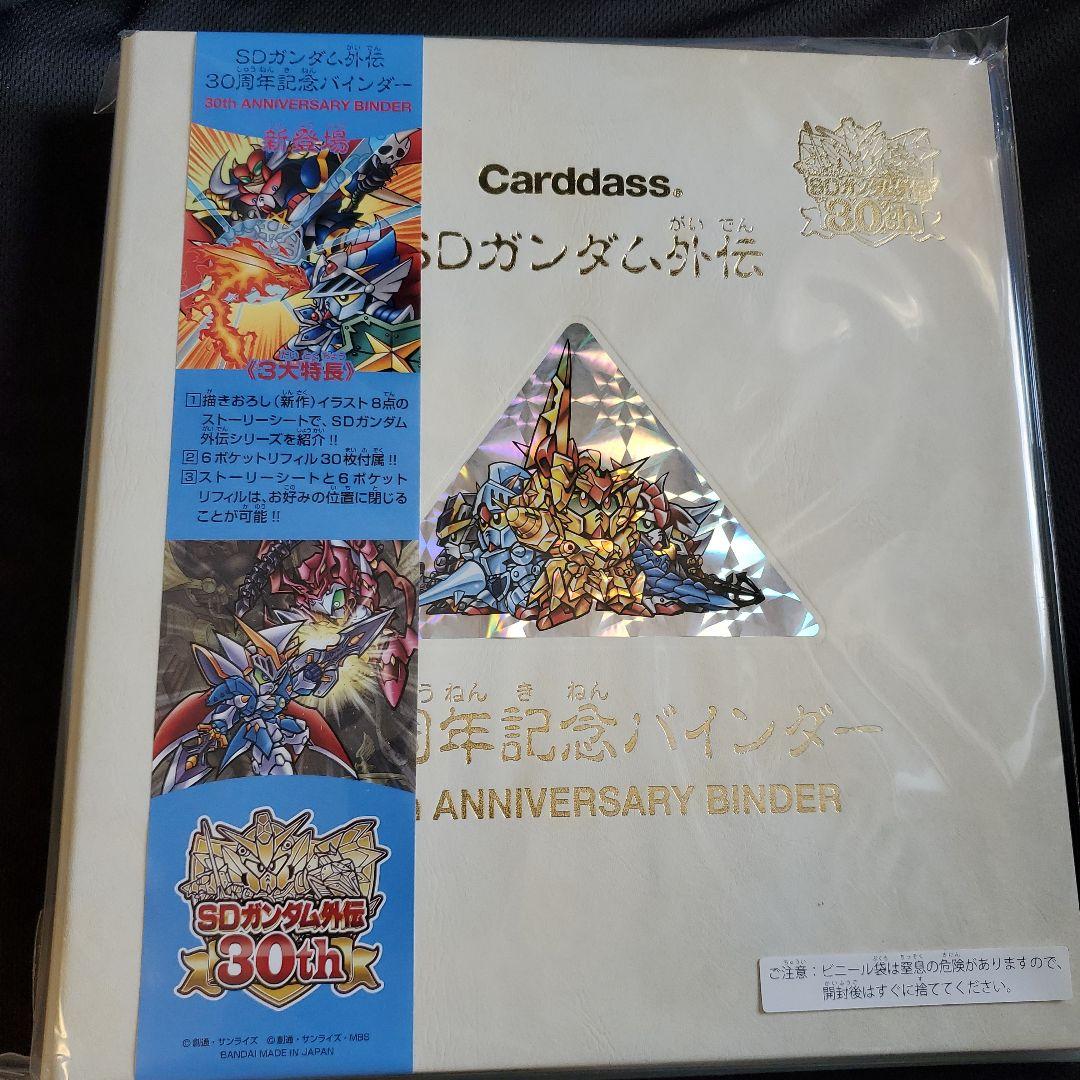 SDガンダム外伝
30周年記念バインダー
30th ANNIVERSARY BINDER
新登場
《3大特長》
1 描きおろし(新作)イラスト8点の
ストーリーシートで、SDガンダム
外伝シリーズを紹介!!
2 6ポケットリフィル30枚付属!!
3 ストーリーシートと6ポケット
リフィルは、お好みの位置に閉じる
ことが可能!!
SDガンダム外伝
30th
©創通・サンライズ ©創通・サンライズ・MBS
BANDAI MADE IN JAPAN
Carddass®
SDガンダム外伝
SDガンダム外伝
30th
周年記念バインダー
ANNIVERSARY BINDER
ご注意：ビニール袋は窒息の危険がありますので、
開封後はすぐに捨ててください。